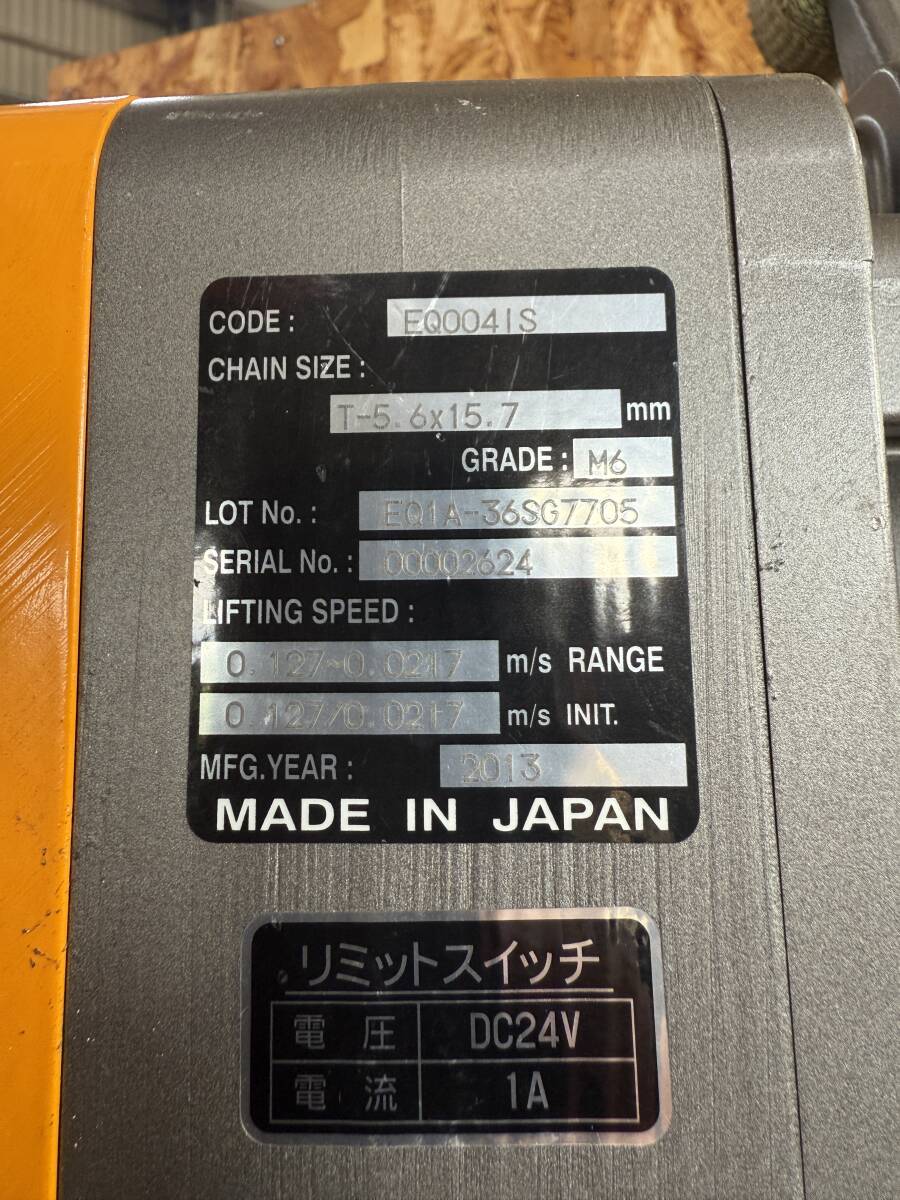 CODE : EQ004IS
CHAIN SIZE :
T-5.6x15.7 mm
GRADE : M6
LOT No. : EQ1A-36SG7705
SERIAL No. : 00002624
LIFTING SPEED :
0.127~0.0217 m/s RANGE
0.127/0.0217 m/s INIT.
MFG.YEAR : 2013
MADE IN JAPAN
リミットスイッチ
電 圧 DC24V
電 流 1A